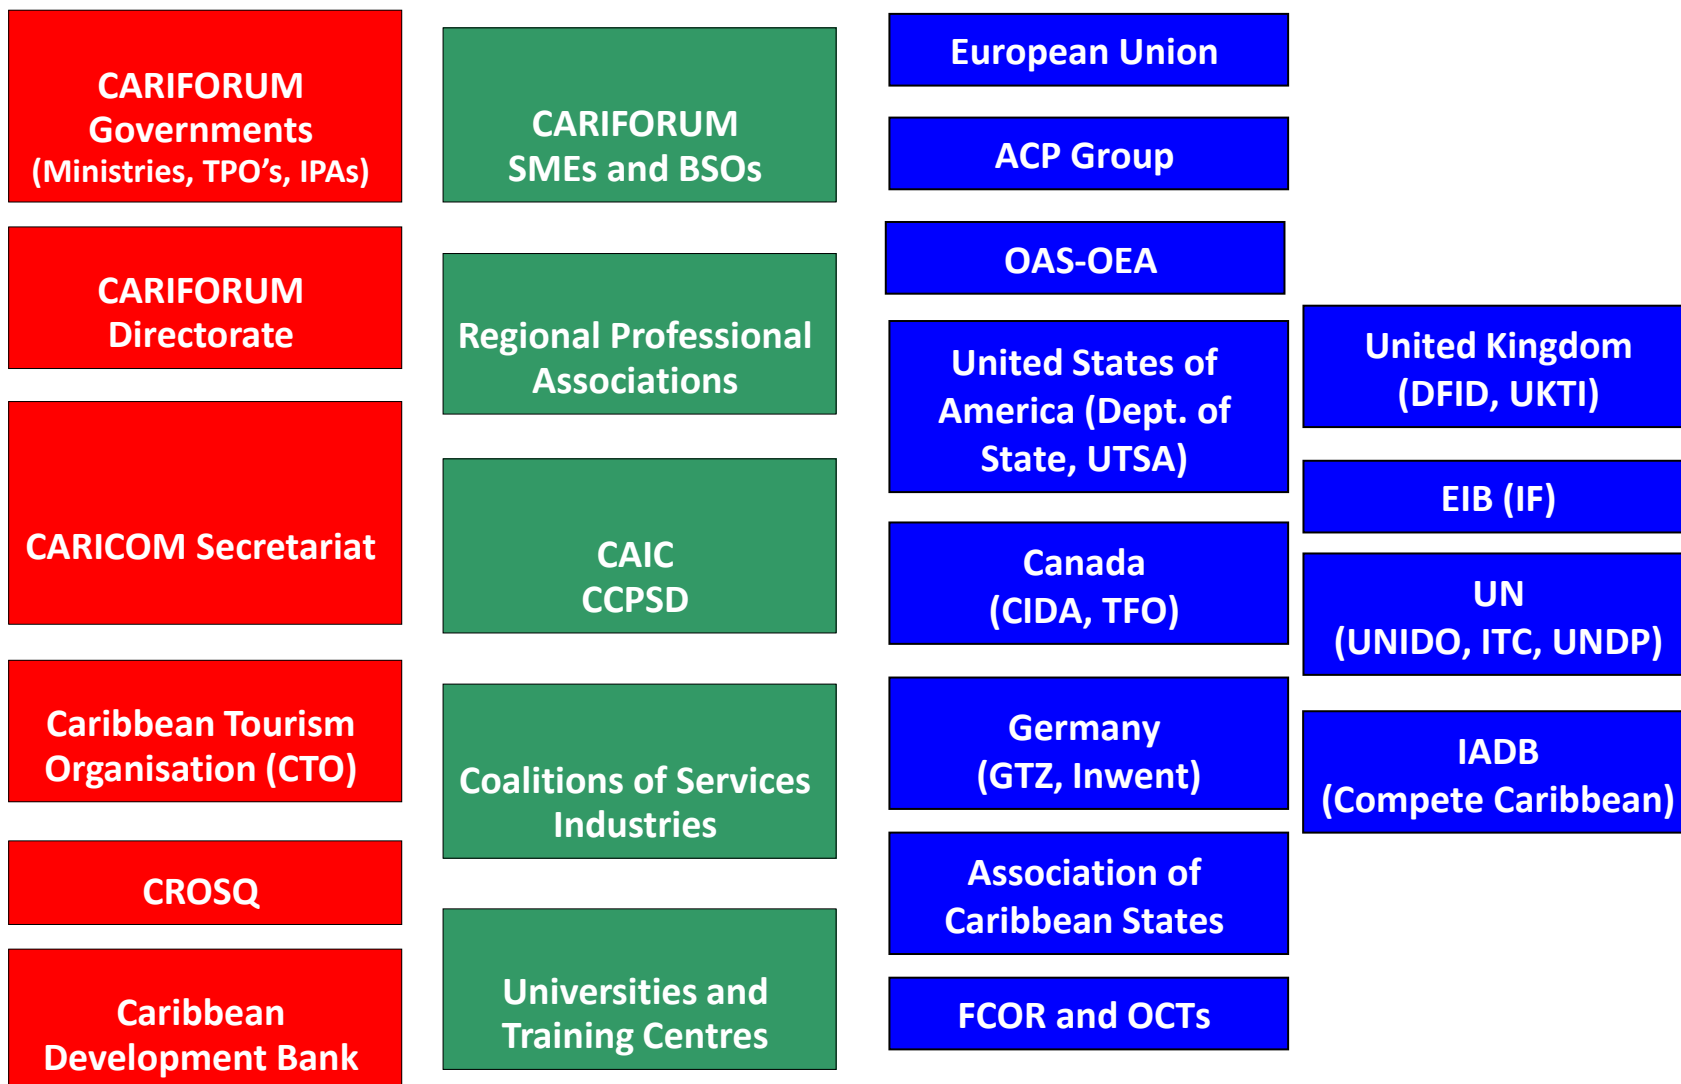 CARIFORUM
Governments
(Ministries, TPO’s, IPAs)
CARIFORUM
Directorate
CARICOM Secretariat
Caribbean Tourism
Organisation (CTO)
CROSQ
Caribbean
Development Bank
CARIFORUM
SMEs and BSOs
Regional Professional
Associations
CAIC
CCPSD
Coalitions of Services
Industries
Universities and
Training Centres
European Union
ACP Group
OAS-OEA
United States of
America (Dept. of
State, UTSA)
Canada
(CIDA, TFO)
Germany
(GTZ, Inwent)
Association of
Caribbean States
FCOR and OCTs
United Kingdom
(DFID, UKTI)
EIB (IF)
UN
(UNIDO, ITC, UNDP)
IADB
(Compete Caribbean)